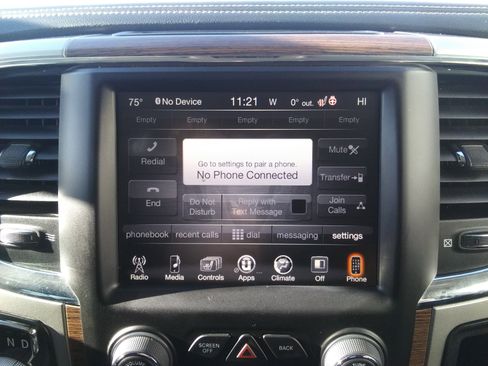 75° No Device 11:21 W 0° out. HI
Empty Empty Empty Empty Empty
Redial
Mute
Go to settings to pair a phone.
No Phone Connected
Transfer
End
Do Not Disturb
Reply with Text Message
Join Calls
phonebook recent calls dial messaging settings
Radio Media Controls Apps Climate Off Phone
N D
VOLUME
SCREEN OFF
BACK